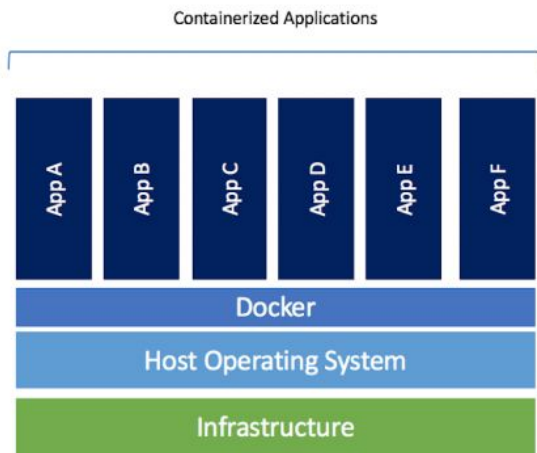 Containerized Applications
App A
App B
App C
App D
App E
App F
Docker
Host Operating System
Infrastructure